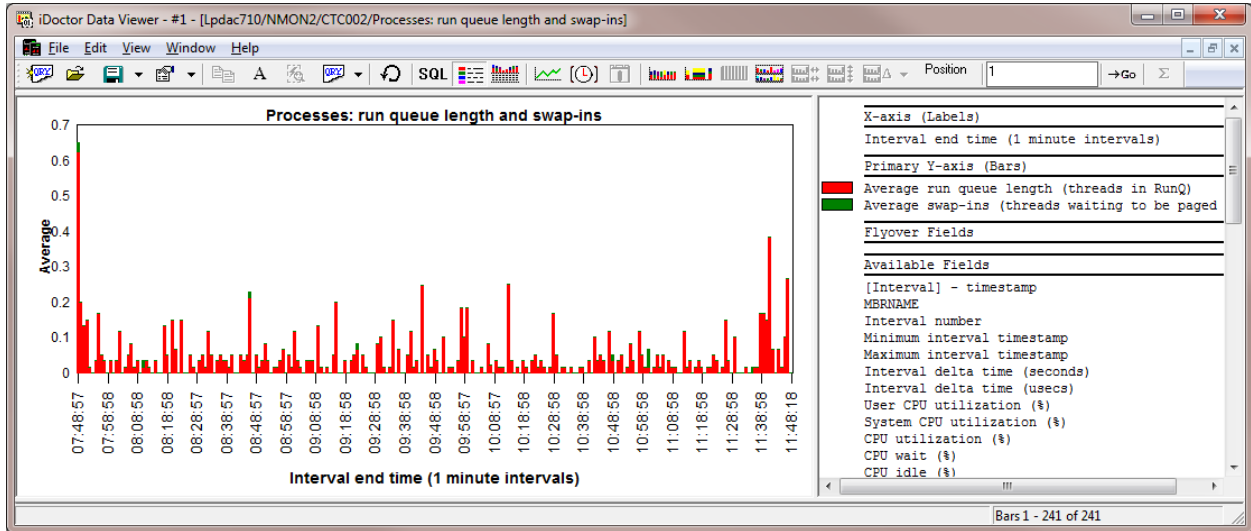 iDoctor Data Viewer - #1 - [Lpdac710/NMON2/CTC002/Processes: run queue length and swap-ins]
File Edit View Window Help
QRY A QRY SQL Position 1 →Go Σ
Processes: run queue length and swap-ins
Average
0.7
0.6
0.5
0.4
0.3
0.2
0.1
0
07:48:57
07:58:58
08:08:58
08:18:58
08:28:57
08:38:57
08:48:57
08:58:57
09:08:58
09:18:58
09:28:58
09:38:58
09:48:58
09:58:57
10:08:57
10:18:57
10:28:58
10:38:58
10:48:58
10:58:58
11:08:58
11:18:58
11:28:58
11:38:58
11:48:18
Interval end time (1 minute intervals)
X-axis (Labels)
Interval end time (1 minute intervals)
Primary Y-axis (Bars)
Average run queue length (threads in RunQ)
Average swap-ins (threads waiting to be paged
Flyover Fields
Available Fields
[Interval] - timestamp
MBRNAME
Interval number
Minimum interval timestamp
Maximum interval timestamp
Interval delta time (seconds)
Interval delta time (usecs)
User CPU utilization (%)
System CPU utilization (%)
CPU utilization (%)
CPU wait (%)
CPU idle (%)
Bars 1 - 241 of 241